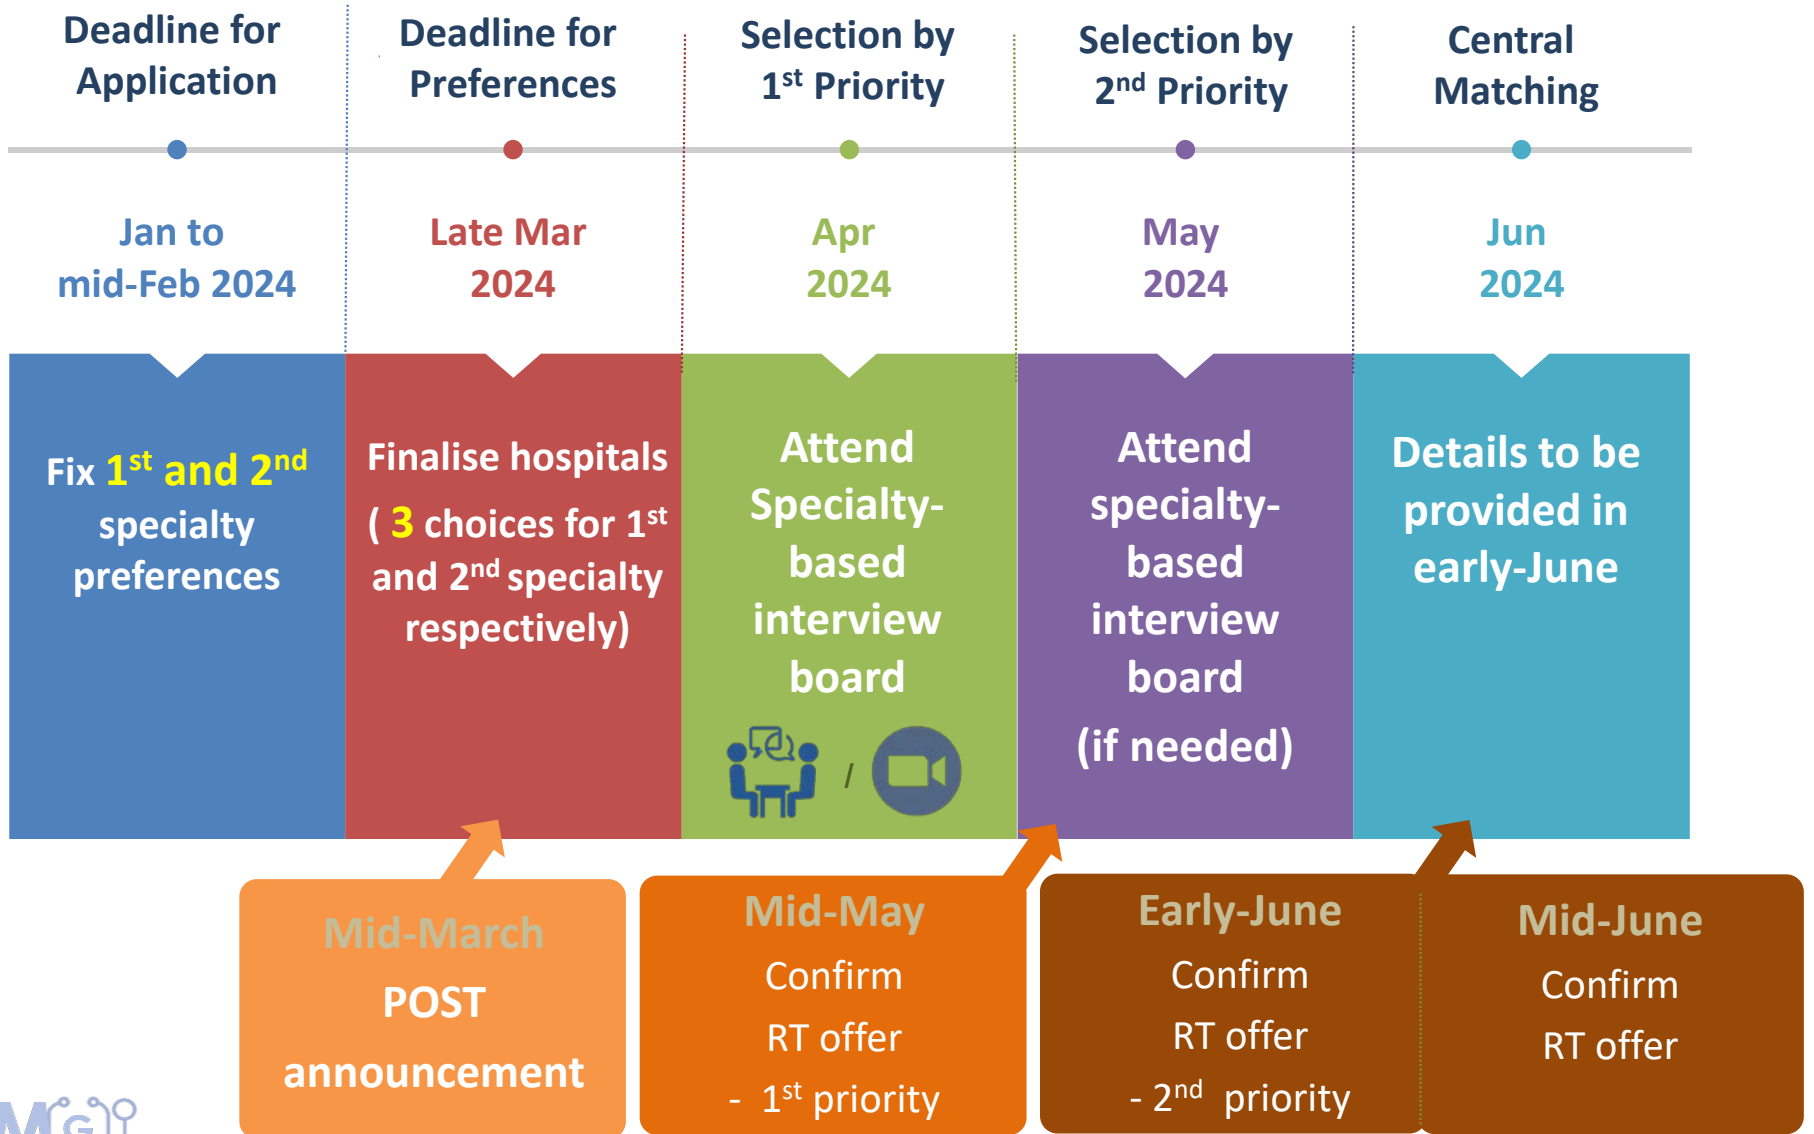 Deadline for
Application
Deadline for
Preferences
Selection by
1st Priority
Selection by
2nd Priority
Central
Matching
Jan to
mid-Feb 2024
Late Mar
2024
Apr
2024
May
2024
Jun
2024
Fix 1st and 2nd
specialty
preferences
Finalise hospitals
( 3 choices for 1st
and 2nd specialty
respectively)
Attend
Specialty-
based
interview
board
/
Attend
specialty-
based
interview
board
(if needed)
Details to be
provided in
early-June
Mid-March
POST
announcement
Mid-May
Confirm
RT offer
- 1st priority
Early-June
Confirm
RT offer
- 2nd priority
Mid-June
Confirm
RT offer
MG